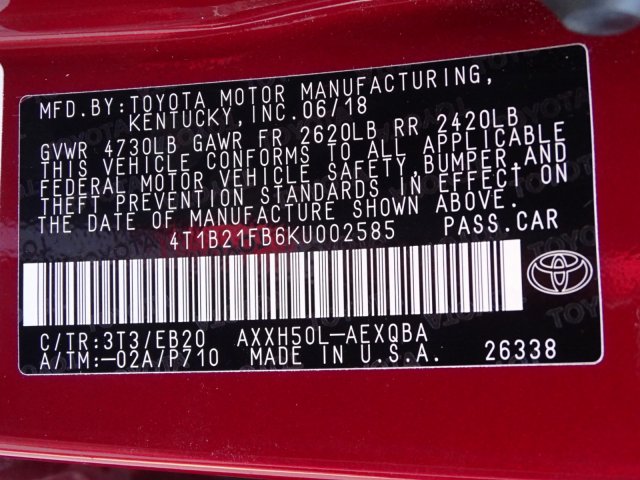 MFD.BY:TOYOTA MOTOR MANUFACTURING,
KENTUCKY,INC.06/18
GVWR 4730LB GAWR FR 2620LB RR 2420LB
THIS VEHICLE CONFORMS TO ALL APPLICABLE
FEDERAL MOTOR VEHICLE SAFETY,BUMPER,AND
THEFT PREVENTION STANDARDS IN EFFECT ON
THE DATE OF MANUFACTURE SHOWN ABOVE.
4T1B21FB6KU002585 PASS.CAR
C/TR:3T3/EB20 AXXH50L-AEXQBA
A/TM:-02A/P710 MADE IN U.S.A. 26338